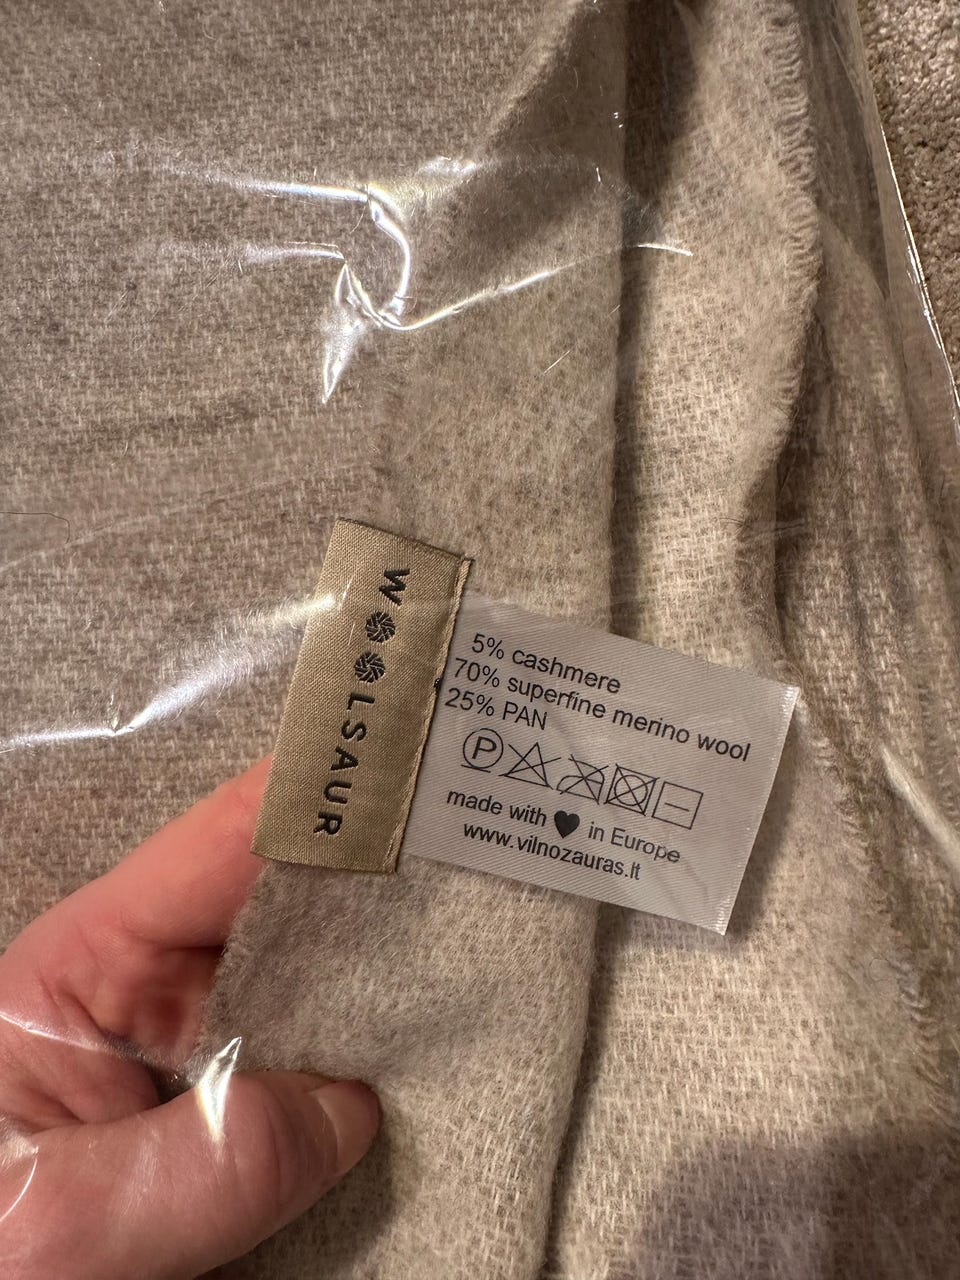 WOOLSAUR
5% cashmere
70% superfine merino wool
25% PAN
P
made with ♥ in Europe
www.vilnozauras.lt